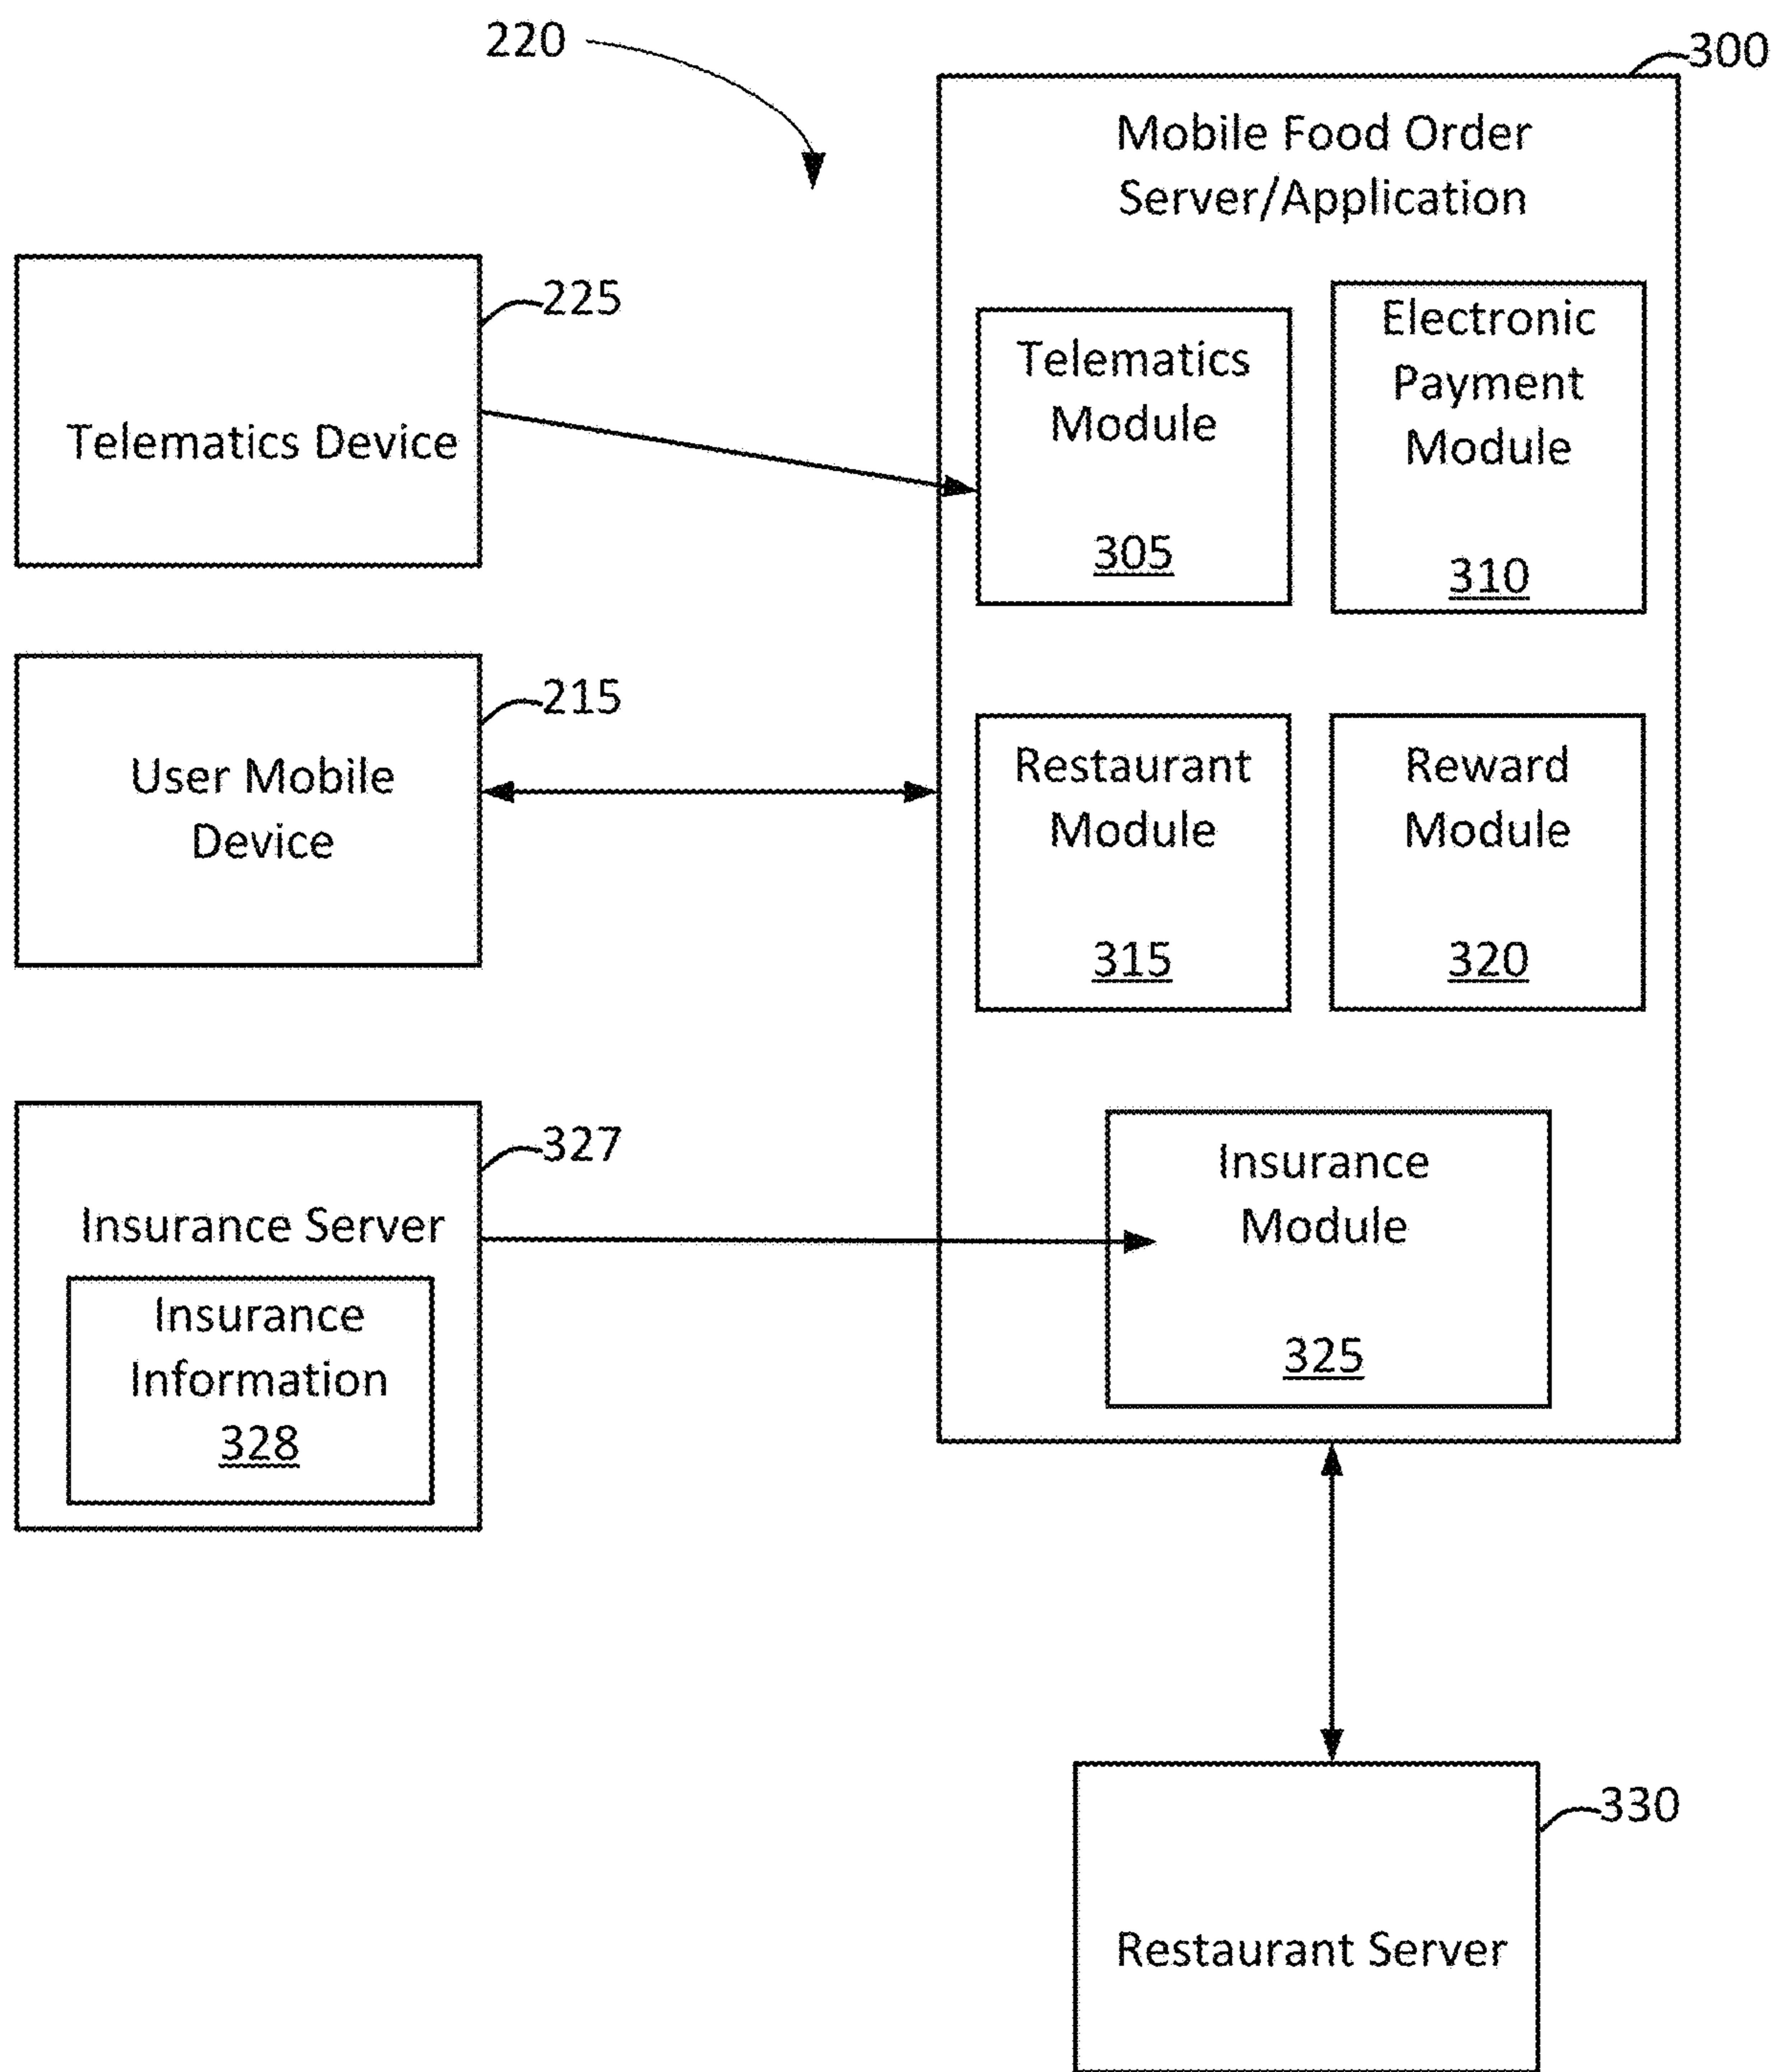 220
300
Mobile Food Order
Server/Application
225
Telematics Device
Telematics
Module
305
Electronic
Payment
Module
310
215
User Mobile
Device
Restaurant
Module
315
Reward
Module
320
327
Insurance Server
Insurance
Information
328
Insurance
Module
325
330
Restaurant Server